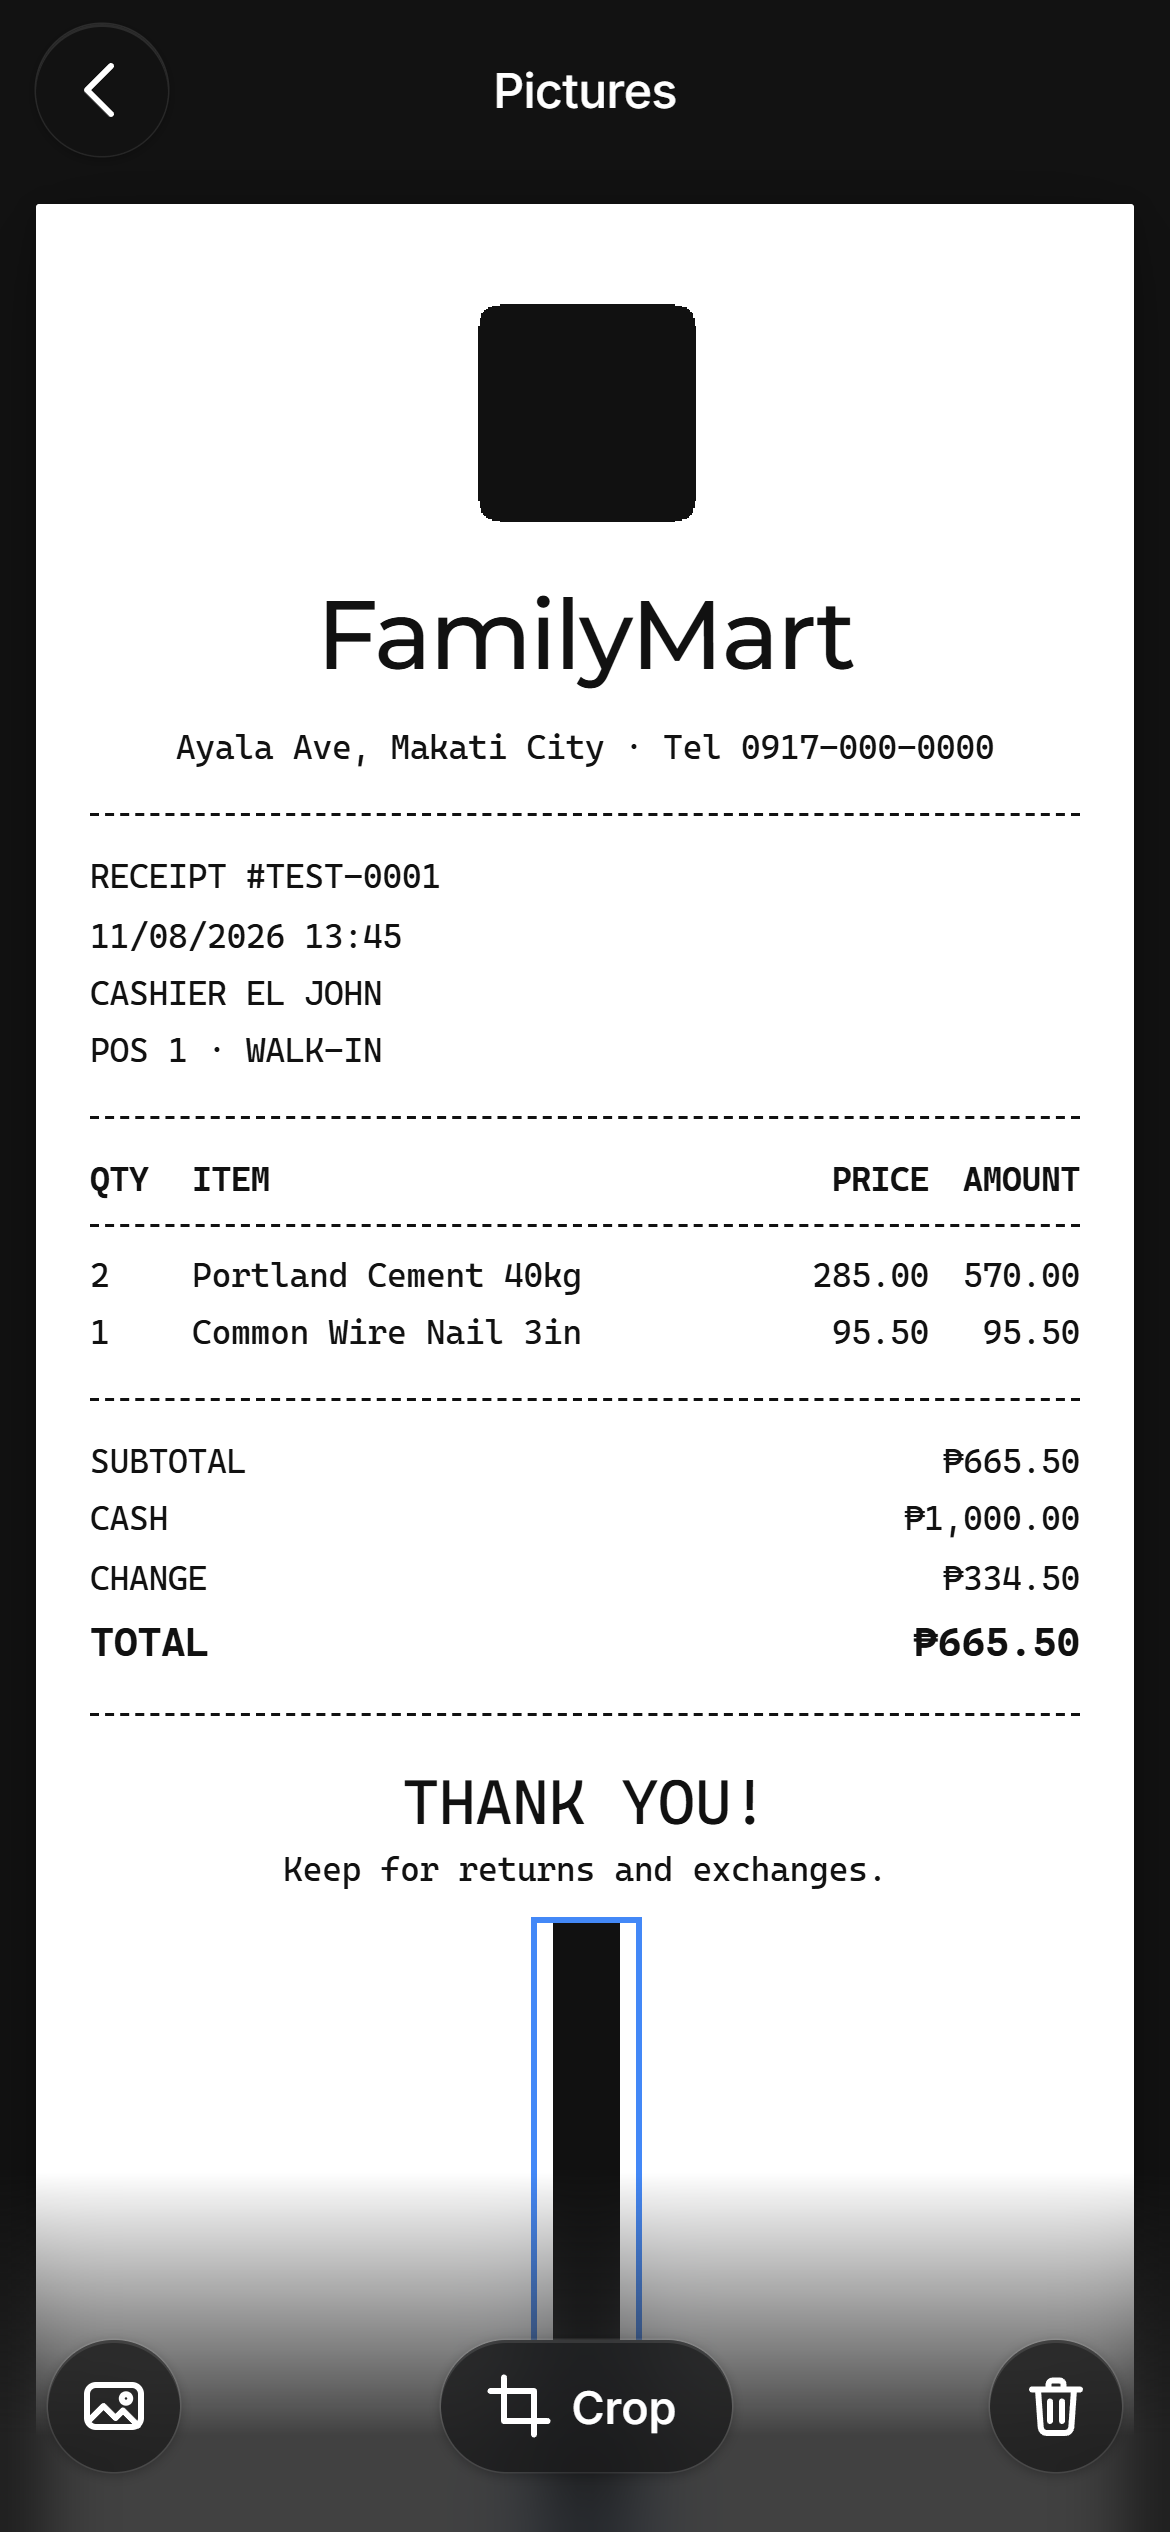 Pictures
FamilyMart
Ayala Ave, Makati City · Tel 0917-000-0000
RECEIPT #TEST-0001
11/08/2026 13:45
CASHIER EL JOHN
POS 1 · WALK-IN
QTY ITEM PRICE AMOUNT
2 Portland Cement 40kg 285.00 570.00
1 Common Wire Nail 3in 95.50 95.50
SUBTOTAL ₱665.50
CASH ₱1,000.00
CHANGE ₱334.50
TOTAL ₱665.50
THANK YOU!
Keep for returns and exchanges.
Crop